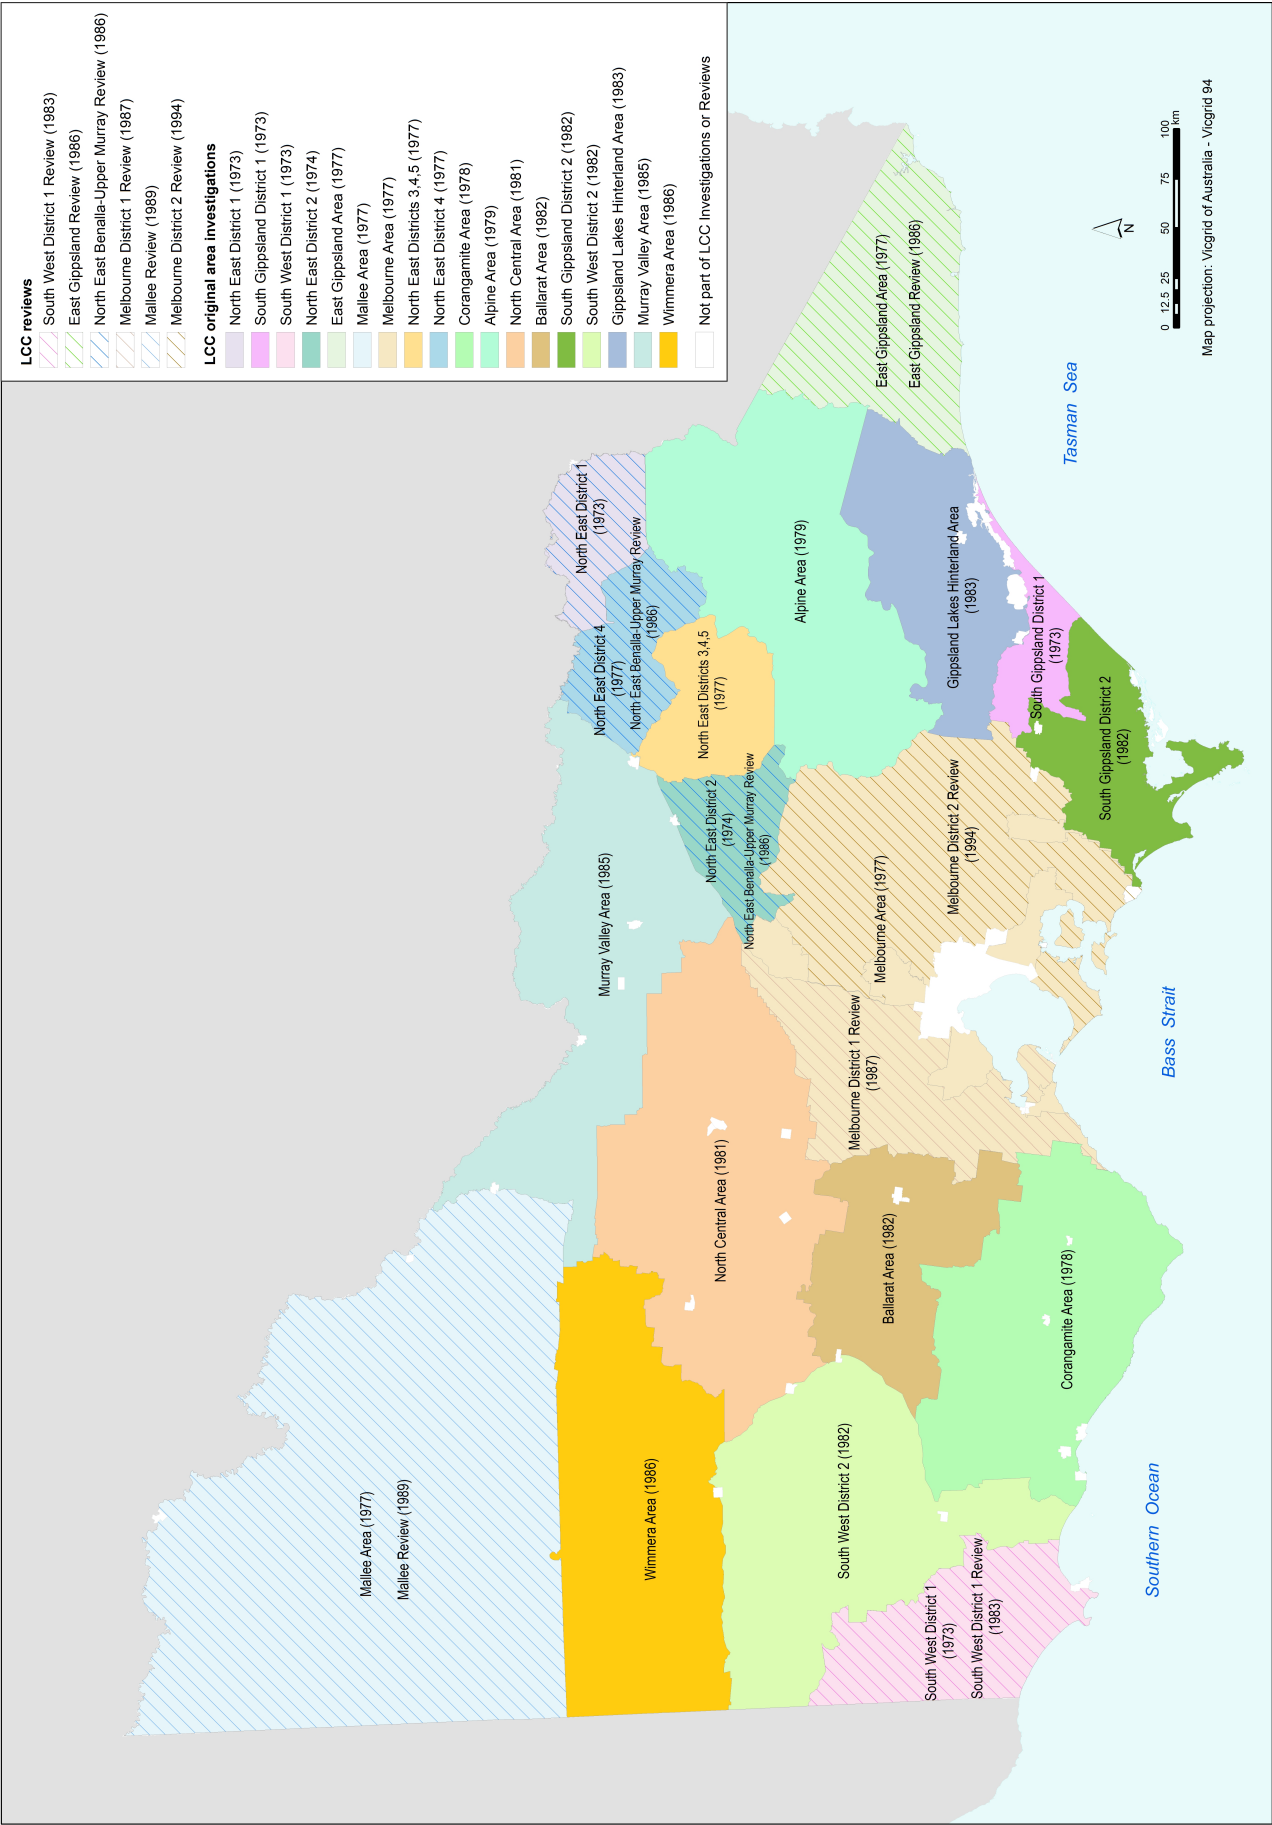 LCC reviews
South West District 1 Review (1983)
East Gippsland Review (1986)
North East Benalla-Upper Murray Review (1986)
Melbourne District 1 Review (1987)
Mallee Review (1989)
Melbourne District 2 Review (1994)
LCC original area investigations
North East District 1 (1973)
South Gippsland District 1 (1973)
South West District 1 (1973)
North East District 2 (1974)
East Gippsland Area (1977)
Mallee Area (1977)
Melbourne Area (1977)
North East Districts 3,4,5 (1977)
North East District 4 (1977)
Corangamite Area (1978)
Alpine Area (1979)
North Central Area (1981)
Ballarat Area (1982)
South Gippsland District 2 (1982)
South West District 2 (1982)
Gippsland Lakes Hinterland Area (1983)
Murray Valley Area (1985)
Wimmera Area (1986)
Not part of LCC Investigations or Reviews
Mallee Area (1977)
Mallee Review (1989)
Wimmera Area (1986)
Murray Valley Area (1985)
North Central Area (1981)
South West District 2 (1982)
South West District 1
(1973)
South West District 1 Review
(1983)
Ballarat Area (1982)
Corangamite Area (1978)
Melbourne District 1 Review
(1987)
Melbourne Area (1977)
Melbourne District 2 Review
(1994)
North East District 2
(1974)
North East Benalla-Upper Murray Review
(1986)
North East Districts 3,4,5
(1977)
North East District 4
(1977)
North East Benalla-Upper Murray Review
(1986)
North East District 1
(1973)
Alpine Area (1979)
Gippsland Lakes Hinterland Area
(1983)
South Gippsland District 1
(1973)
South Gippsland District 2
(1982)
East Gippsland Area (1977)
East Gippsland Review (1986)
Southern Ocean
Bass Strait
Tasman Sea
N
0 12.5 25 50 75 100
km
Map projection: Vicgrid of Australia - Vicgrid 94